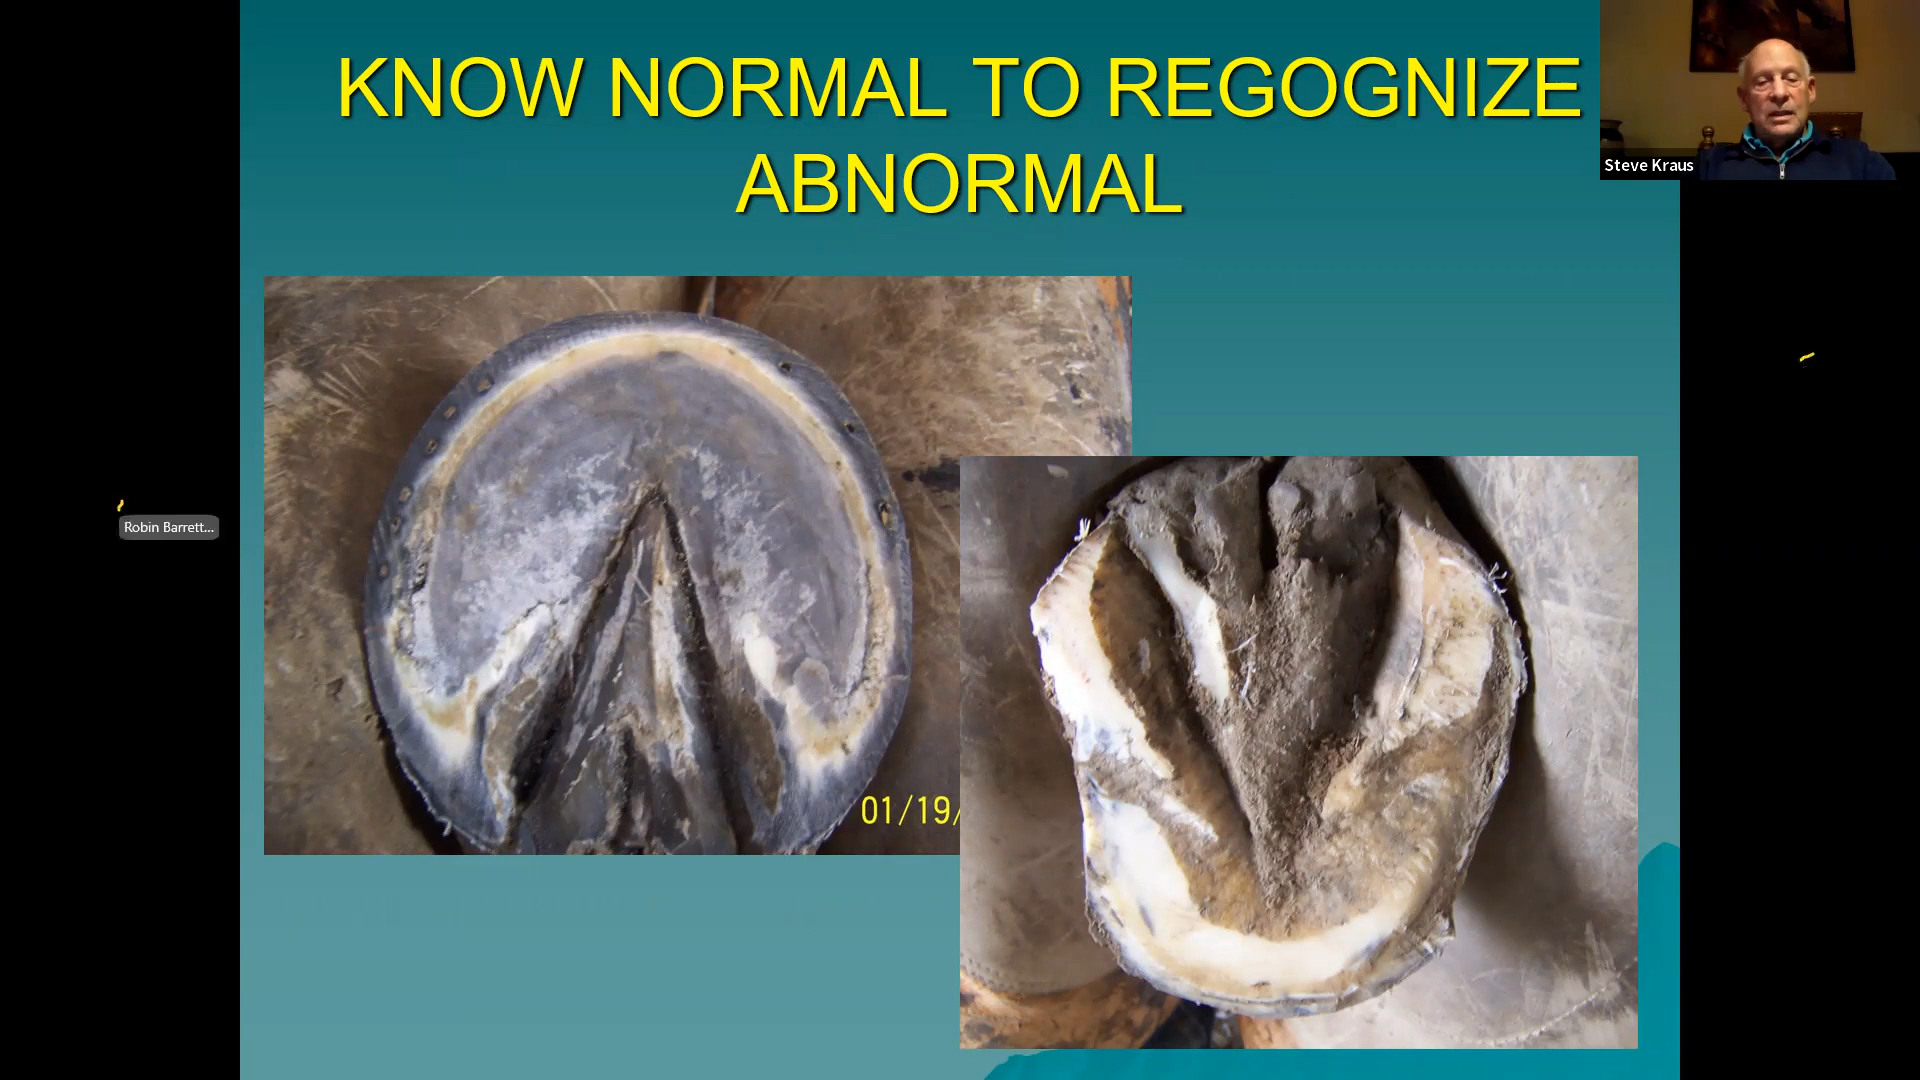 KNOW NORMAL TO REGOGNIZE
ABNORMAL
Steve Kraus
Robin Barrett...
01/19/